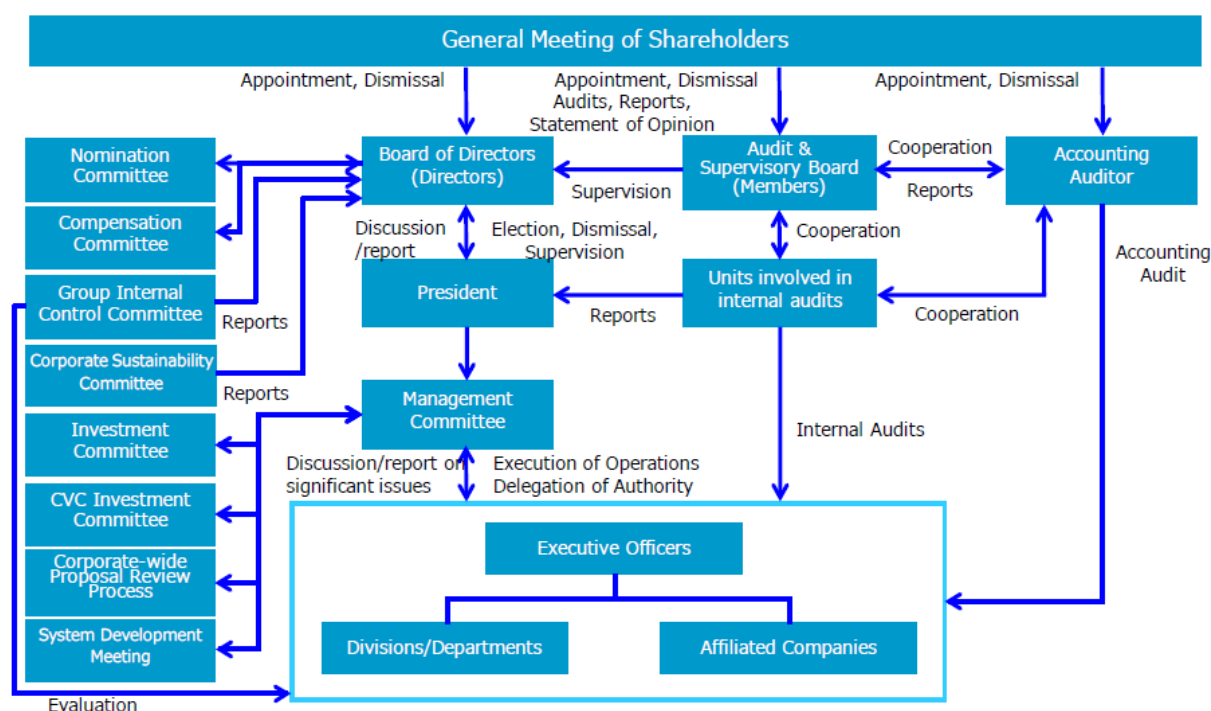 General Meeting of Shareholders
Appointment, Dismissal
Appointment, Dismissal
Audits, Reports,
Statement of Opinion
Appointment, Dismissal
Nomination
Committee
Board of Directors
(Directors)
Audit &
Supervisory Board
(Members)
Cooperation
Reports
Accounting
Auditor
Supervision
Compensation
Committee
Discussion
/report
Election, Dismissal,
Supervision
Cooperation
Accounting
Audit
Group Internal
Control Committee
Reports
President
Reports
Units involved in
internal audits
Cooperation
Corporate Sustainability
Committee
Reports
Management
Committee
Investment
Committee
Internal Audits
Discussion/report on
significant issues
Execution of Operations
Delegation of Authority
CVC Investment
Committee
Executive Officers
Corporate-wide
Proposal Review
Process
System Development
Meeting
Divisions/Departments
Affiliated Companies
Evaluation